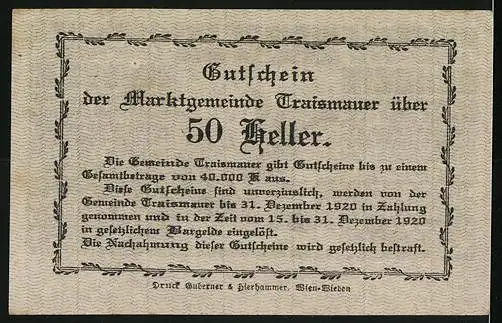 Gutschein
der Marktgemeinde Traismauer über
50 Heller.
Die Gemeinde Traismauer gibt Gutscheine bis zu einem
Gesamtbetrage von 40.000 K aus.
Diese Gutscheine sind unverzinslich, werden von der
Gemeinde Traismauer bis 31. Dezember 1920 in Zahlung
genommen und in der Zeit vom 15. bis 31. Dezember 1920
in gesetzlichem Bargelde eingelöst.
Die Nachahmung dieser Gutscheine wird gesetzlich bestraft.
Druck Guberner & Hierhammer, Wien-Wieden